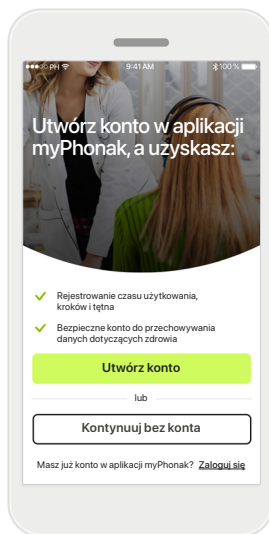 PH 9:41 AM 100 %
Utwórz konto w aplikacji
myPhonak, a uzyskasz:
Rejestrowanie czasu użytkowania,
kroków i tętna
Bezpieczne konto do przechowywania
danych dotyczących zdrowia
Utwórz konto
lub
Kontynuuj bez konta
Masz już konto w aplikacji myPhonak? Zaloguj się